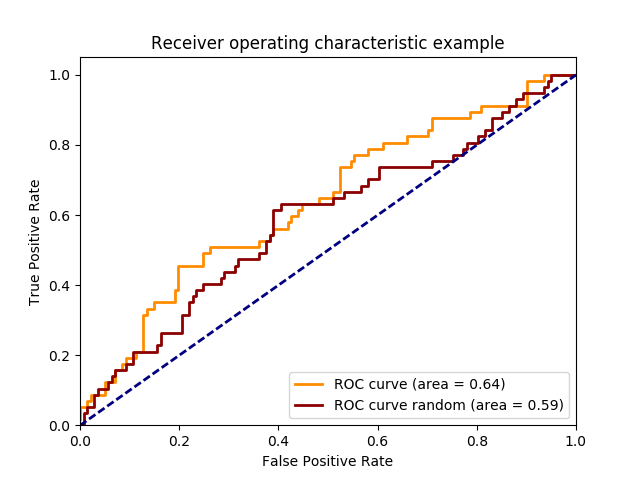 Receiver operating characteristic example
True Positive Rate
1.0
0.8
0.6
0.4
0.2
0.0
ROC curve (area = 0.64)
ROC curve random (area = 0.59)
0.0 0.2 0.4 0.6 0.8 1.0
False Positive Rate